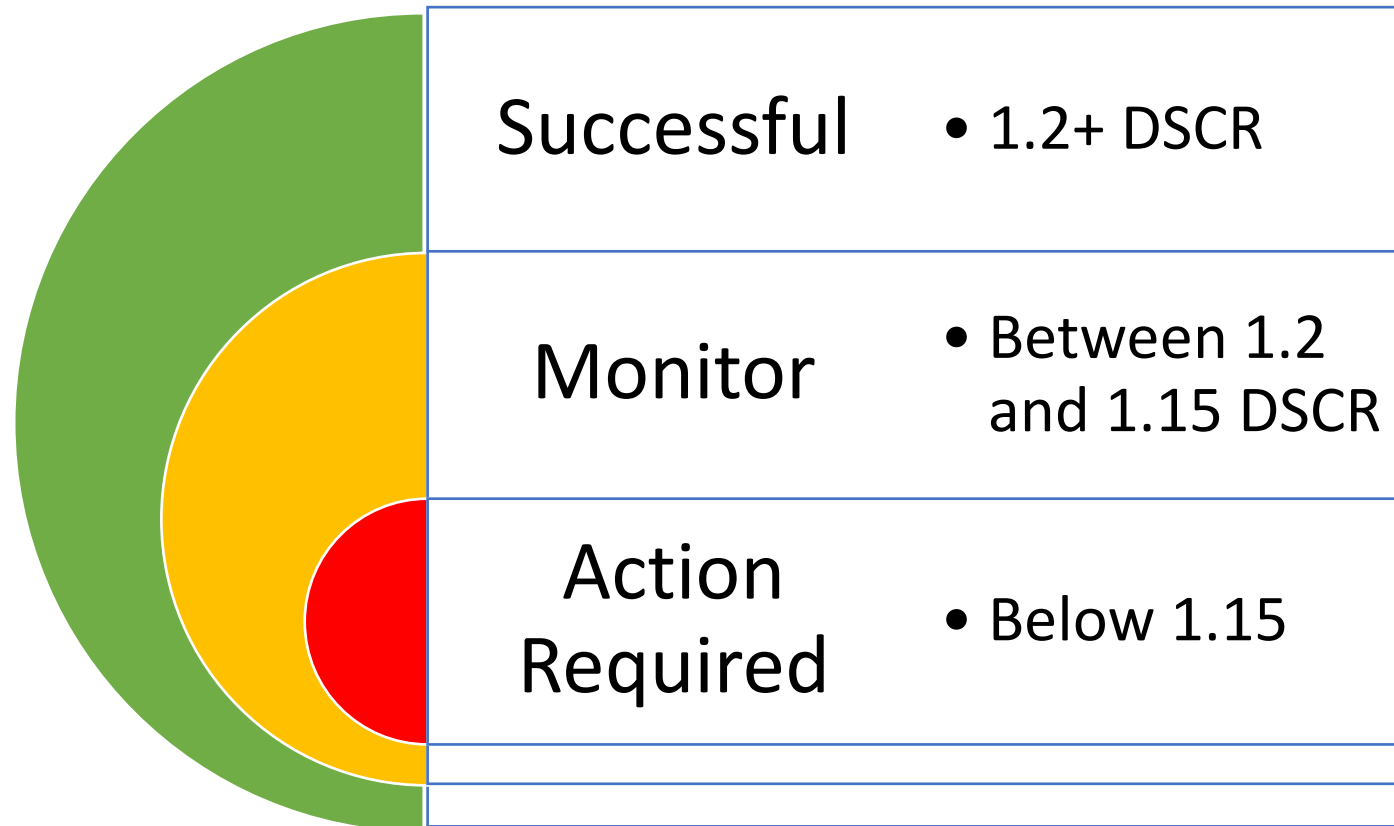 Successful
• 1.2+ DSCR
Monitor
• Between 1.2
and 1.15 DSCR
Action
Required
• Below 1.15